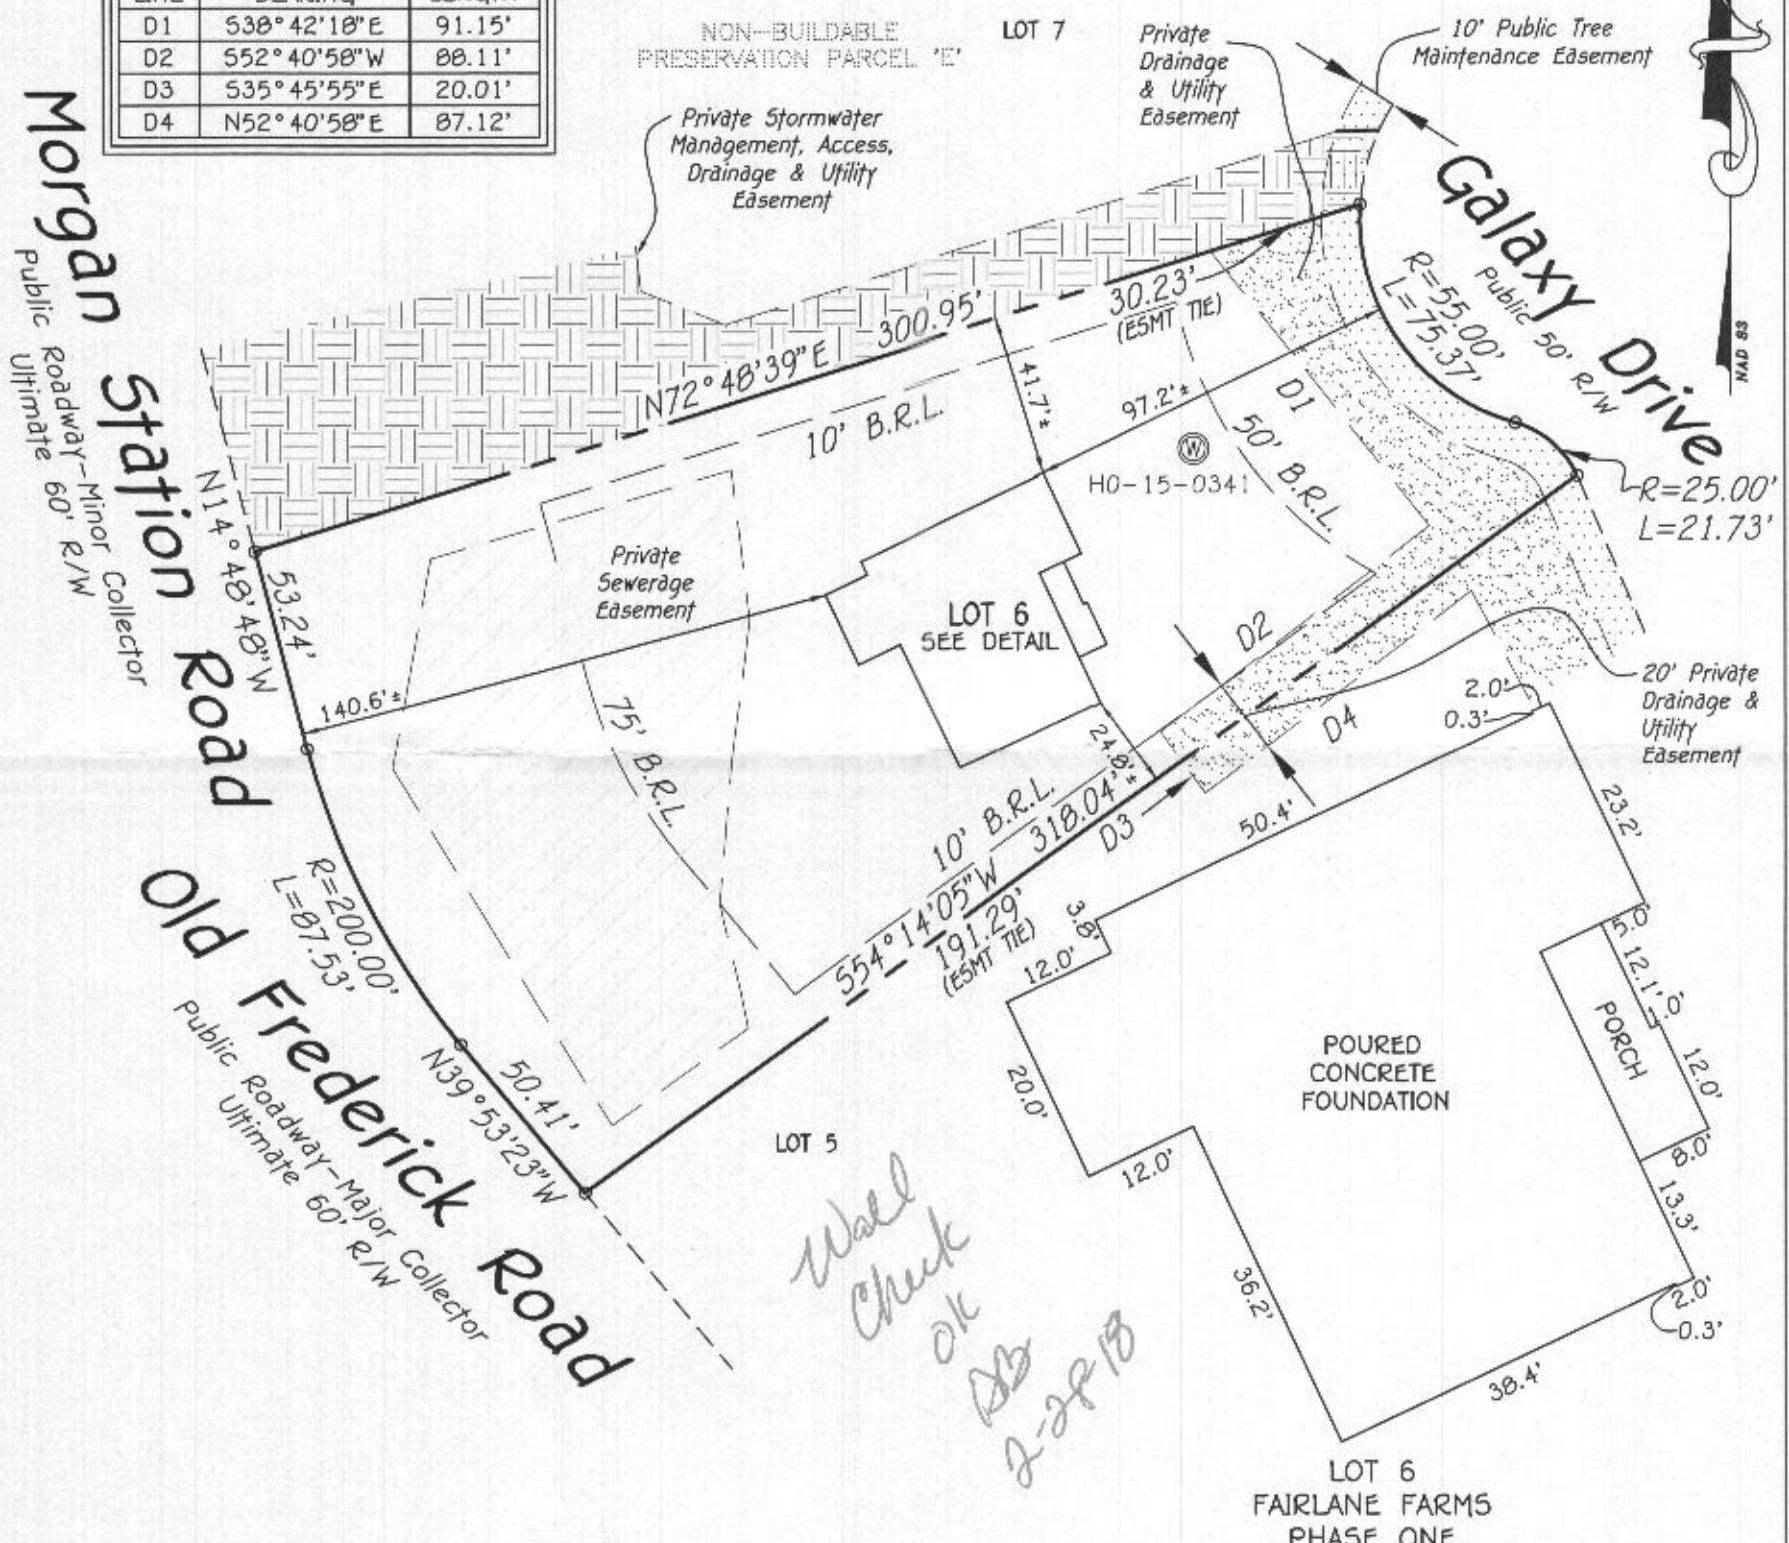 D1 S38°42'18"E 91.15'
D2 S52°40'58"W 88.11'
D3 S35°45'55"E 20.01'
D4 N52°40'58"E 87.12'
NON-BUILDABLE
PRESERVATION PARCEL 'E'
LOT 7
Private
Drainage
& Utility
Easement
10' Public Tree
Maintenance Easement
Private Stormwater
Management, Access,
Drainage & Utility
Easement
NAD 83
Galaxy Drive
Public 50' R/W
R=55.00'
L=75.37'
R=25.00'
L=21.73'
Morgan Station Road
Public Roadway-Minor Collector
Ultimate 60' R/W
N14°48'48"W
53.24'
N72°48'39"E 300.95'
30.23'
(ESMT TIE)
10' B.R.L.
41.7'±
97.2'±
D1
50' B.R.L.
W
HO-15-0341
Private
Sewerage
Easement
LOT 6
SEE DETAIL
140.6'±
75' B.R.L.
D2
D4
D3
24.8'±
10' B.R.L.
S54°14'05"W 318.04'
191.29'
(ESMT TIE)
20' Private
Drainage &
Utility
Easement
R=200.00'
L=87.53'
Old Frederick Road
Public Roadway-Major Collector
Ultimate 60' R/W
N39°53'23"W
50.41'
LOT 5
2.0'
0.3'
50.4'
23.2'
3.8'
12.0'
5.0'
12.1'
1.0'
12.0'
PORCH
8.0'
13.3'
2.0'
0.3'
20.0'
12.0'
36.2'
38.4'
POURED
CONCRETE
FOUNDATION
Wall
Check
OK
2-28-18
LOT 6
FAIRLANE FARMS
PHASE ONE